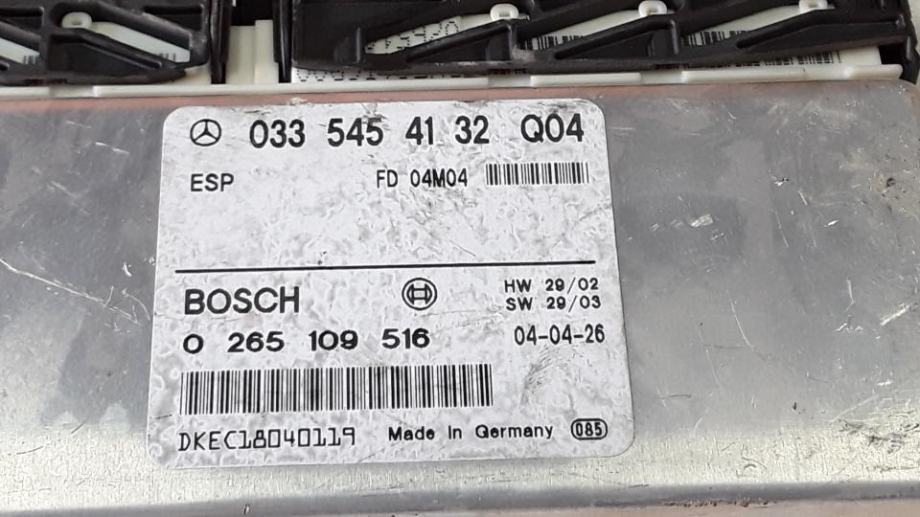 033 545 41 32 Q04
ESP FD 04M04
BOSCH HW 29/02
SW 29/03
0 265 109 516 04-04-26
DKEC18040119 Made in Germany 085